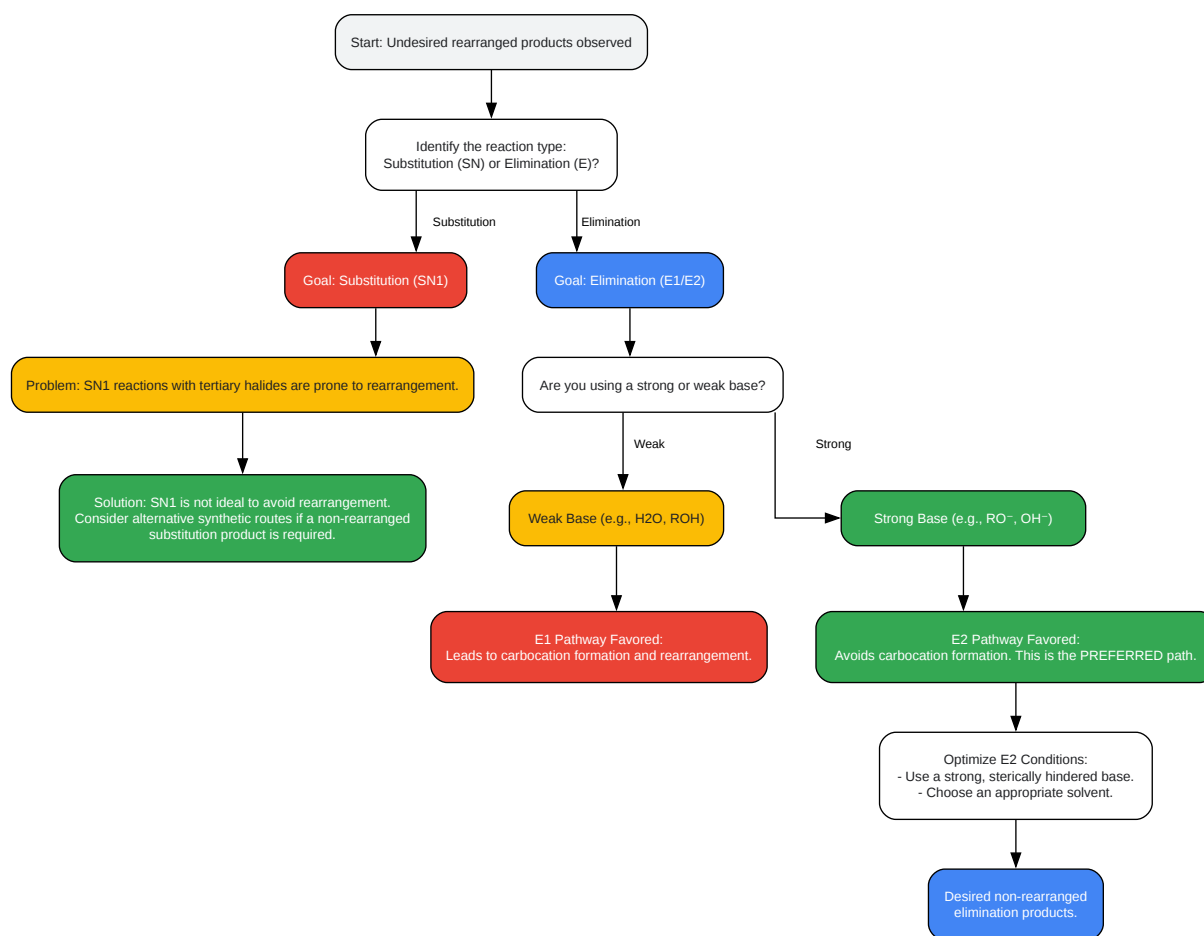 Start: Undesired rearranged products observed
Identify the reaction type:
Substitution (SN) or Elimination (E)?
Substitution
Elimination
Goal: Substitution (SN1)
Goal: Elimination (E1/E2)
Problem: SN1 reactions with tertiary halides are prone to rearrangement.
Are you using a strong or weak base?
Weak
Strong
Solution: SN1 is not ideal to avoid rearrangement.
Consider alternative synthetic routes if a non-rearranged
substitution product is required.
Weak Base (e.g., H2O, ROH)
Strong Base (e.g., RO⁻, OH⁻)
E1 Pathway Favored:
Leads to carbocation formation and rearrangement.
E2 Pathway Favored:
Avoids carbocation formation. This is the PREFERRED path.
Optimize E2 Conditions:
- Use a strong, sterically hindered base.
- Choose an appropriate solvent.
Desired non-rearranged
elimination products.